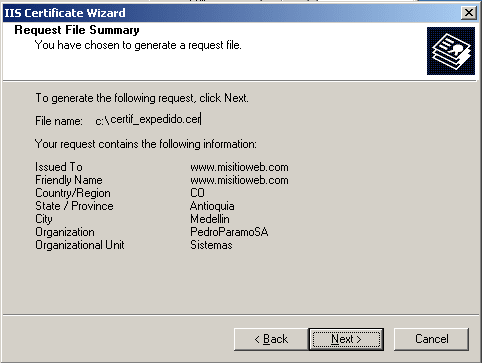 IIS Certificate Wizard
Request File Summary
You have chosen to generate a request file.
To generate the following request, click Next.
File name: c:\certif_expedido.cer
Your request contains the following information:
Issued To www.misitioweb.com
Friendly Name www.misitioweb.com
Country/Region CO
State / Province Antioquia
City Medellin
Organization PedroParamoSA
Organizational Unit Sistemas
< Back Next > Cancel